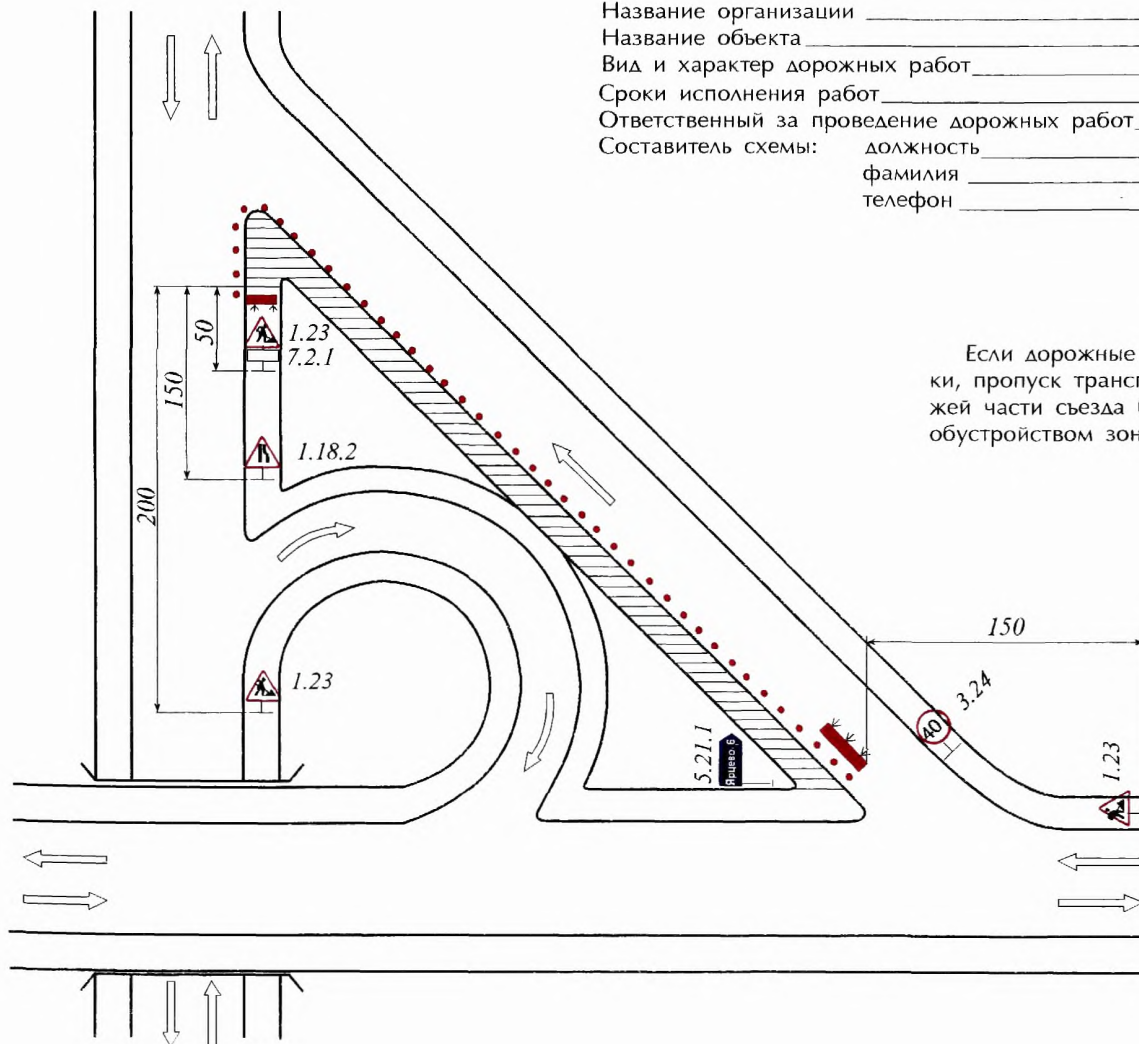 Название организации
Название объекта
Вид и характер дорожных работ
Сроки исполнения работ
Ответственный за проведение дорожных работ
Составитель схемы: должность
фамилия
телефон
Если дорожные
ки, пропуск трансп
жей части съезда
обустройством зон
50
1.23
7.2.1
150
1.18.2
200
1.23
150
3.24
40
1.23
5.21.1
Ярцево 6